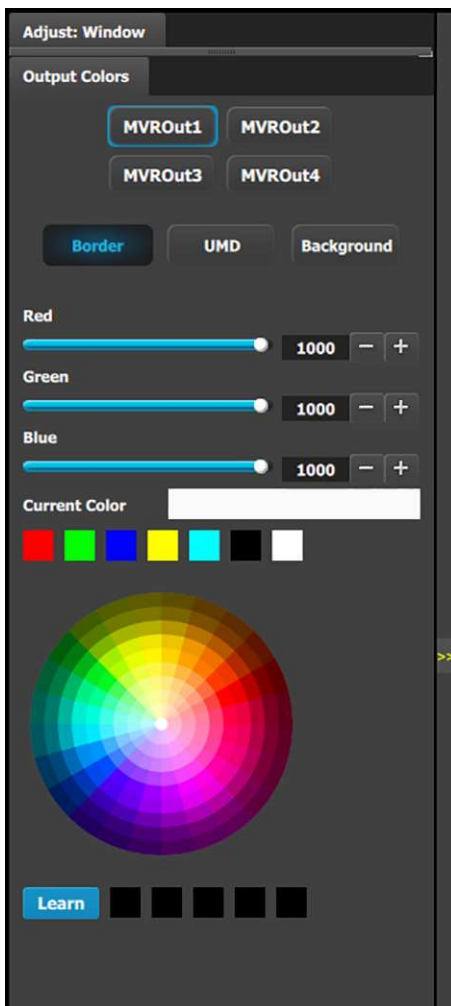 Adjust: Window
Output Colors
MVROut1 MVROut2
MVROut3 MVROut4
Border UMD Background
Red
1000 − +
Green
1000 − +
Blue
1000 − +
Current Color
>>
Learn